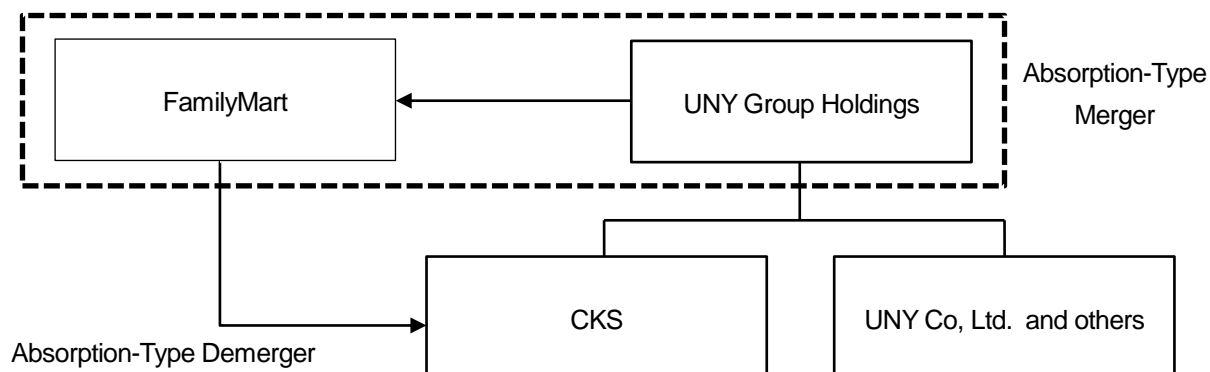 FamilyMart
UNY Group Holdings
Absorption-Type
Merger
CKS
UNY Co, Ltd. and others
Absorption-Type Demerger